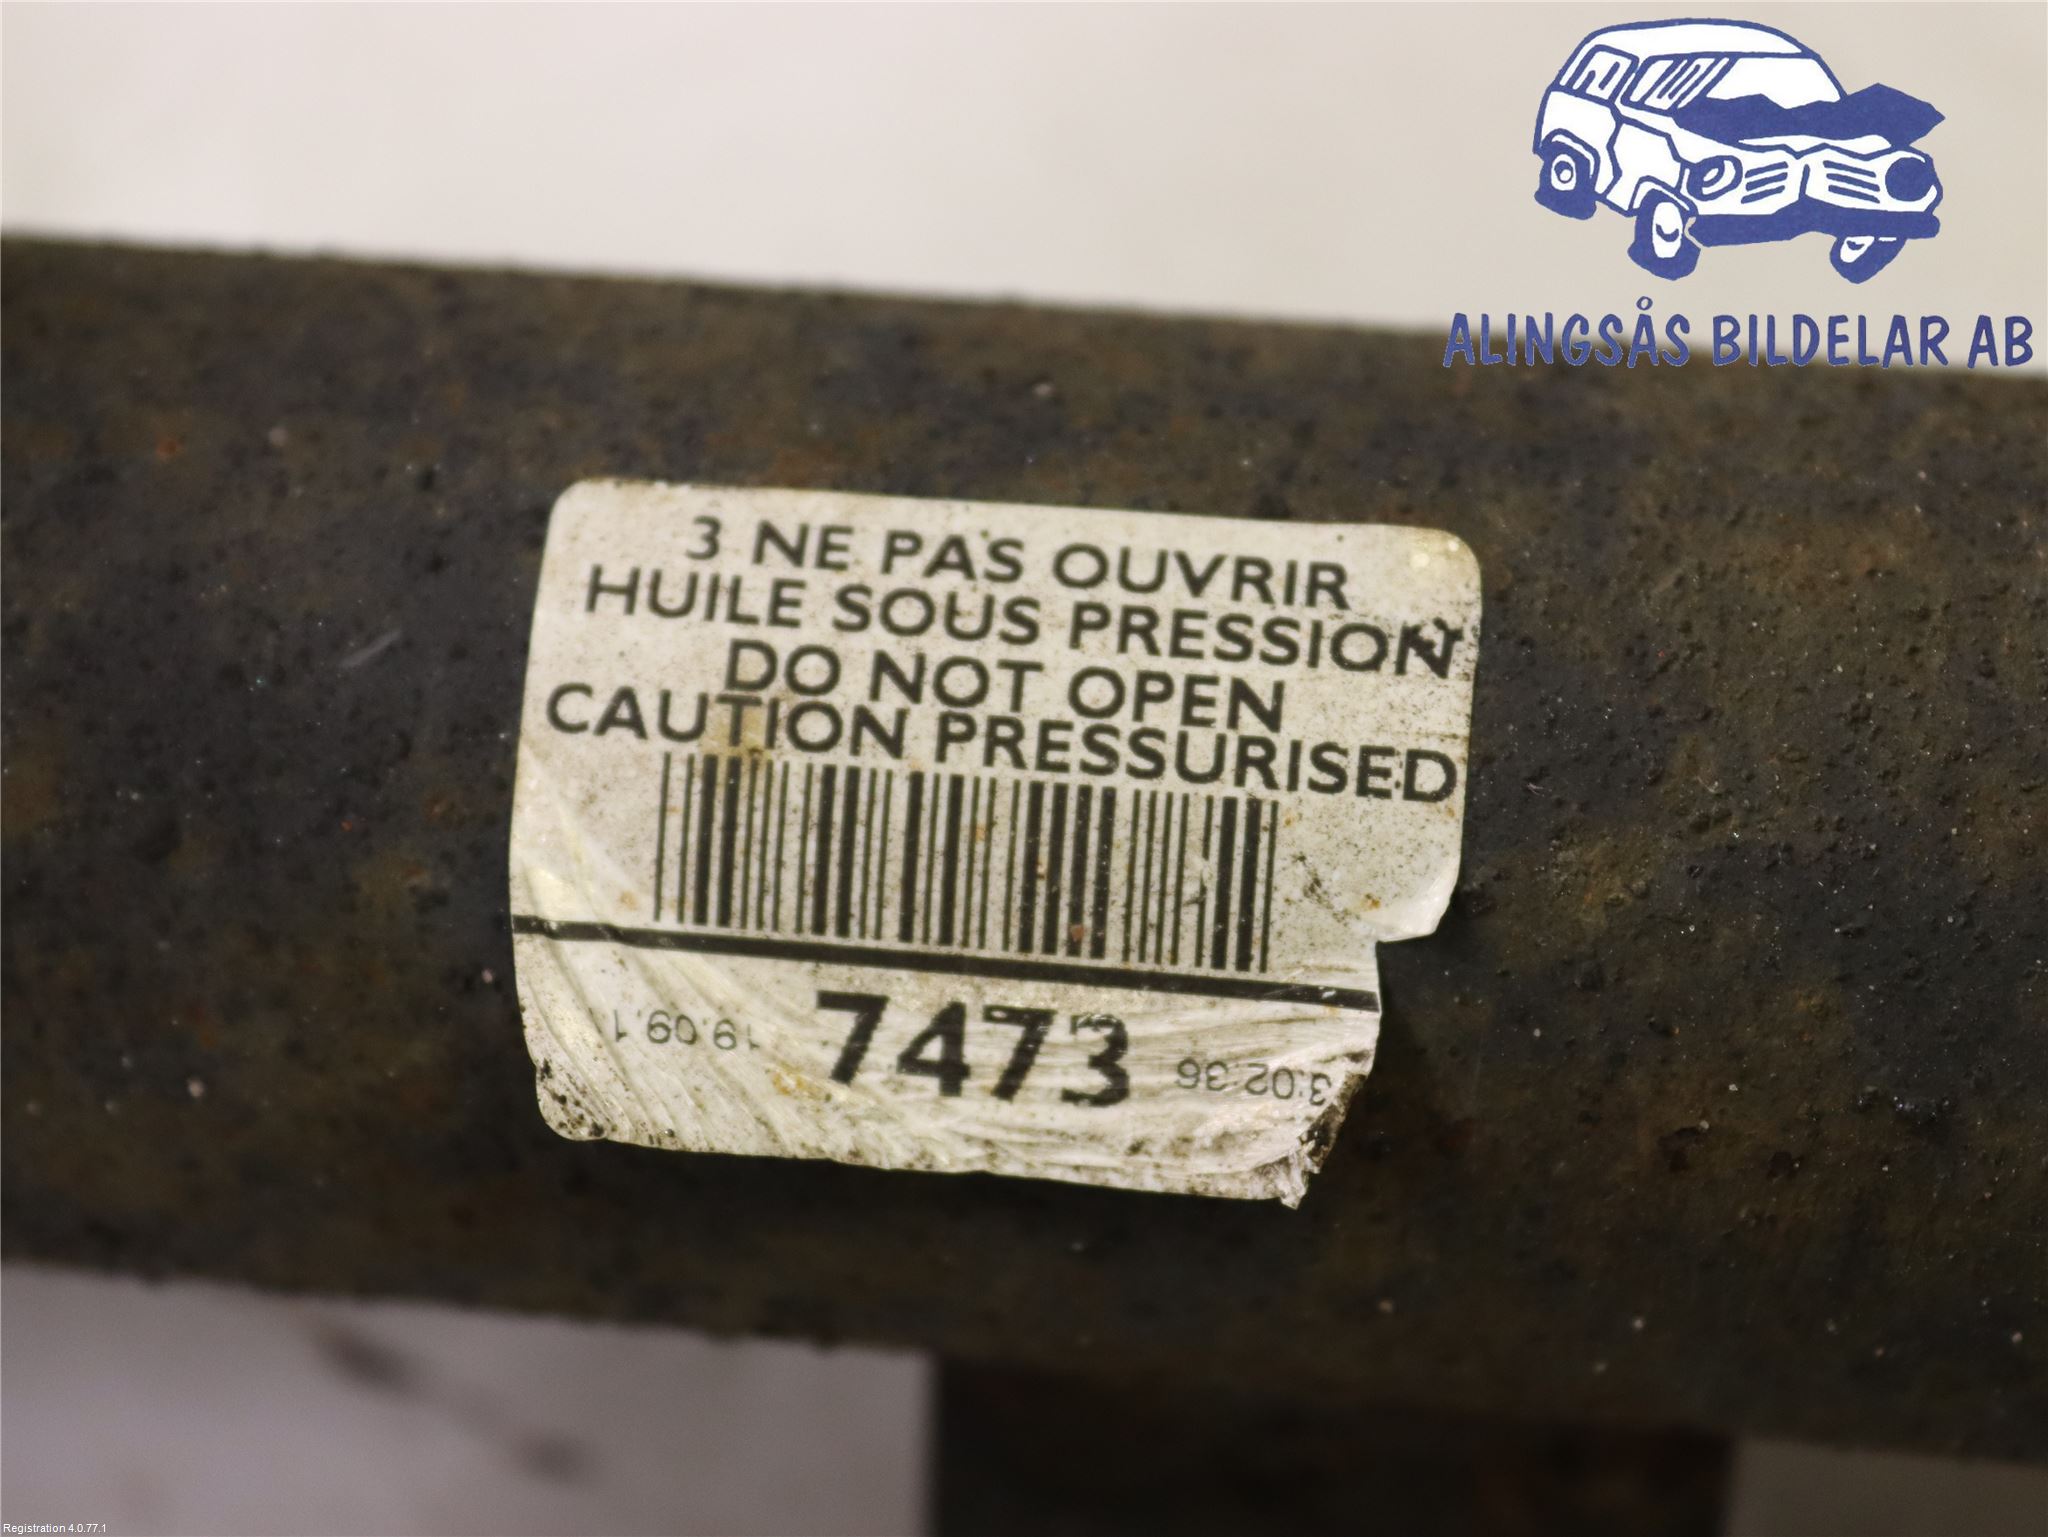 ALINGSÅS BILDELAR AB
3 NE PAS OUVRIR
HUILE SOUS PRESSION
DO NOT OPEN
CAUTION PRESSURISED
7473
19.09.1
3:02:36
Registration 4.0.77.1